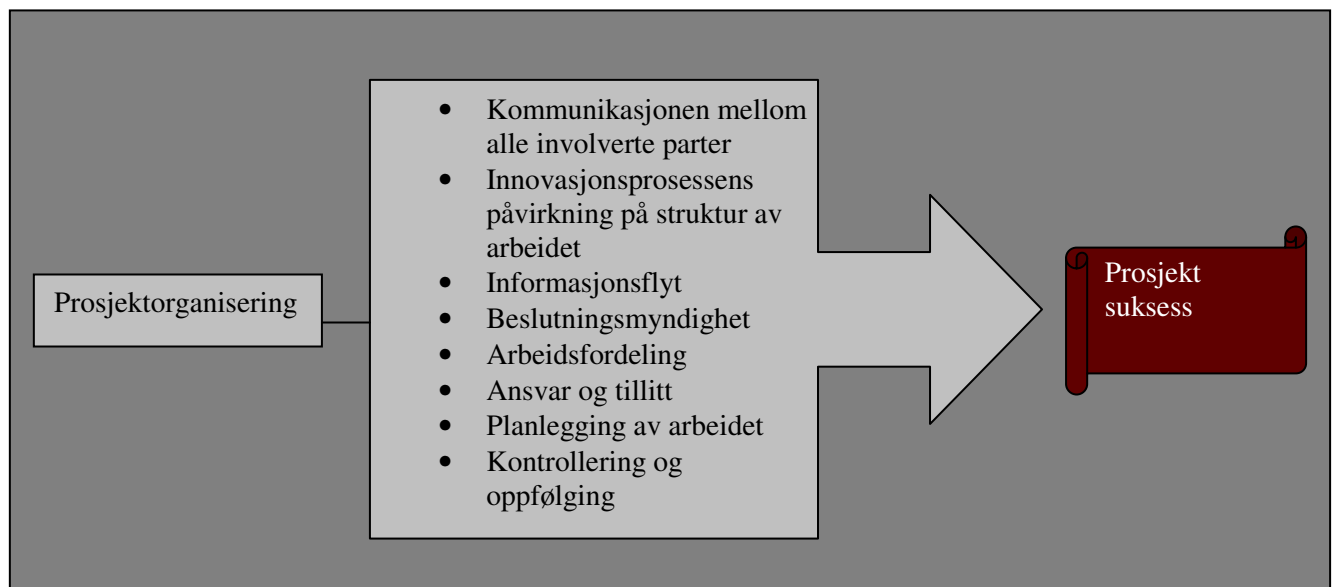 Prosjektorganisering
• Kommunikasjonen mellom
alle involverte parter
• Innovasjonsprosessens
påvirkning på struktur av
arbeidet
• Informasjonsflyt
• Beslutningsmyndighet
• Arbeidsfordeling
• Ansvar og tillitt
• Planlegging av arbeidet
• Kontrollering og
oppfølging
Prosjekt
suksess